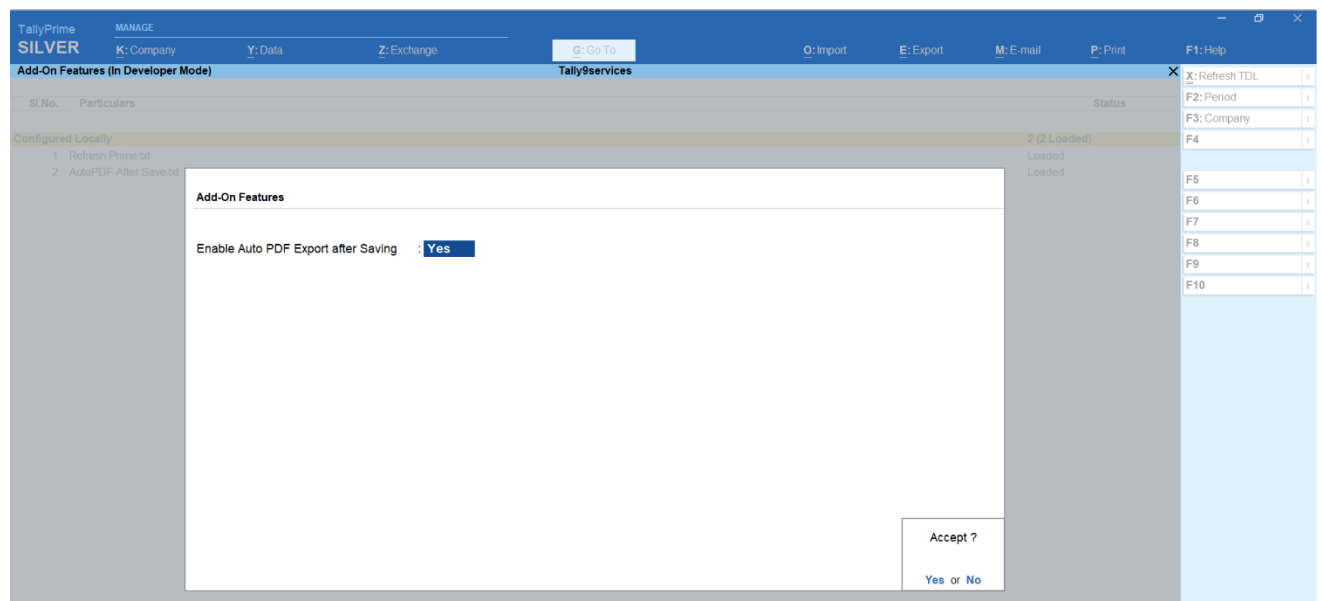 TallyPrime MANAGE
SILVER K: Company Y: Data Z: Exchange G: Go To O: Import E: Export M: E-mail P: Print F1: Help
Add-On Features (In Developer Mode) Tally9services X X: Refresh TDL
Sl.No. Particulars Status F2: Period
F3: Company
Configured Locally 2 (2 Loaded) F4
1 Refresh Prime.txt Loaded
2 AutoPDF After Save.txt Loaded
F5
Add-On Features F6
F7
Enable Auto PDF Export after Saving : Yes F8
F9
F10
Accept ?
Yes or No